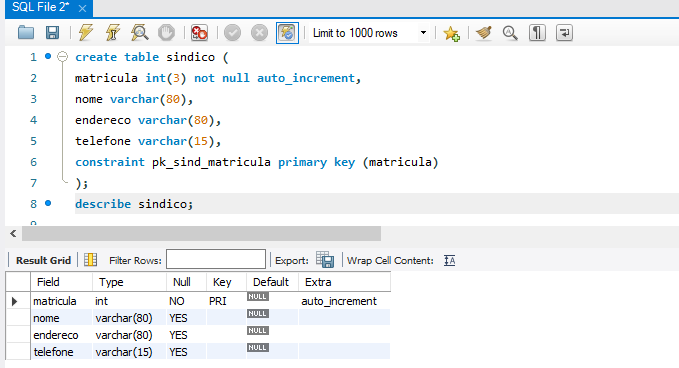 SQL File 2*
Limit to 1000 rows
1 create table sindico (
2 matricula int(3) not null auto_increment,
3 nome varchar(80),
4 endereco varchar(80),
5 telefone varchar(15),
6 constraint pk_sind_matricula primary key (matricula)
7 );
8 describe sindico;
Result Grid Filter Rows: Export: Wrap Cell Content:
Field Type Null Key Default Extra
matricula int NO PRI NULL auto_increment
nome varchar(80) YES NULL
endereco varchar(80) YES NULL
telefone varchar(15) YES NULL